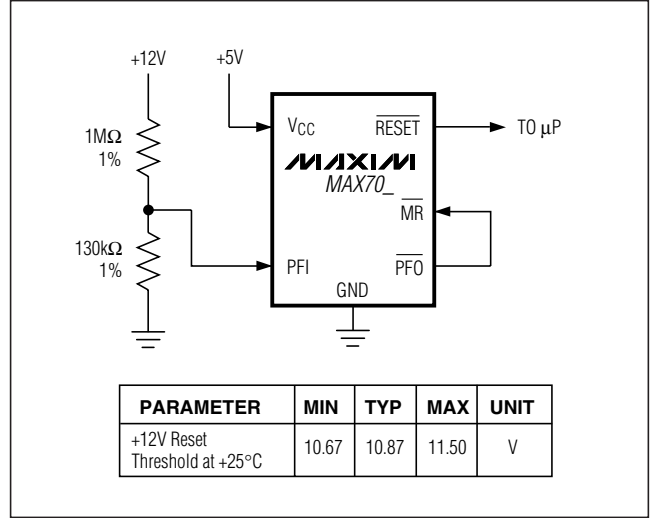 +12V
+5V
1MΩ
1%
130kΩ
1%
VCC
RESET
TO μP
MAXIM
MAX70_
MR
PFI
PFO
GND
PARAMETER MIN TYP MAX UNIT
+12V Reset
Threshold at +25°C 10.67 10.87 11.50 V